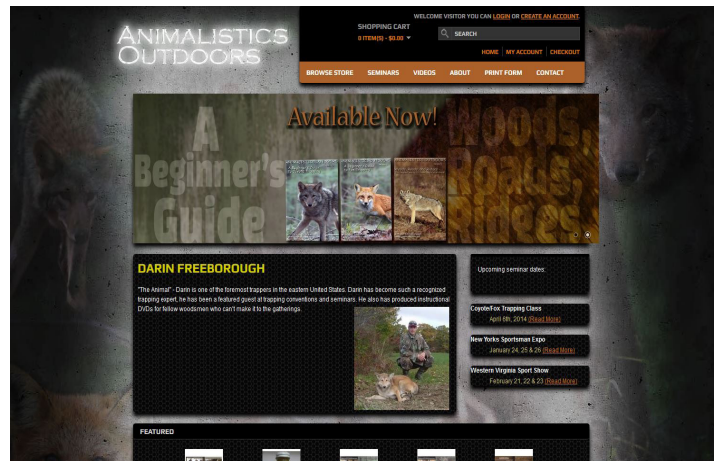 WELCOME VISITOR YOU CAN LOGIN OR CREATE AN ACCOUNT.
ANIMALISTICS
OUTDOORS
SHOPPING CART
0 ITEM(S) - $0.00
SEARCH
HOME MY ACCOUNT CHECKOUT
BROWSE STORE SEMINARS VIDEOS ABOUT PRINT FORM CONTACT
Available Now!
A
Beginner's
Guide
Woods,
Roads,
Ridges
DARIN FREEBOROUGH
"The Animal" - Darin is one of the foremost trappers in the eastern United States. Darin has become such a recognized
trapping expert, he has been a featured guest at trapping conventions and seminars. He also has produced instructional
DVDs for fellow woodsmen who can't make it to the gatherings.
Upcoming seminar dates:
Coyote/Fox Trapping Class
April 6th, 2014 (Read More)
New Yorks Sportsman Expo
January 24, 25 & 26 (Read More)
Western Virginia Sport Show
February 21, 22 & 23 (Read More)
FEATURED